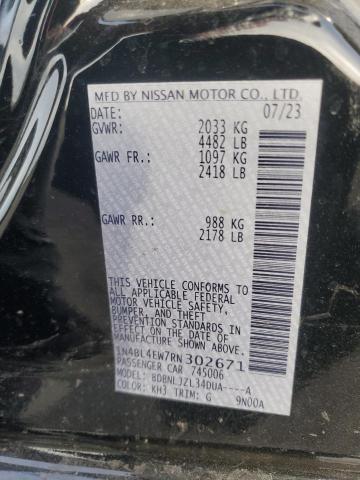 MFD BY NISSAN MOTOR CO., LTD.
DATE: 07/23
GVWR: 2033 KG
4482 LB
GAWR FR: 1097 KG
2418 LB
GAWR RR: 988 KG
2178 LB
THIS VEHICLE CONFORMS TO
ALL APPLICABLE FEDERAL
MOTOR VEHICLE SAFETY,
BUMPER, AND THEFT
PREVENTION STANDARDS IN
EFFECT ON THE DATE OF
MANUFACTURE SHOWN ABOVE.
1N4BL4EW7RN302671
PASSENGER CAR 745006
MODEL: BDBNLJZL34DUA----A
COLOR: KH3 TRIM: G 9N00A